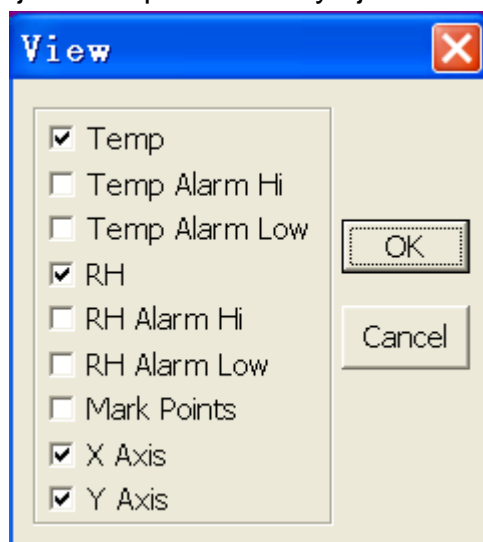 View
Temp
Temp Alarm Hi
Temp Alarm Low
RH
RH Alarm Hi
RH Alarm Low
Mark Points
X Axis
Y Axis
OK
Cancel